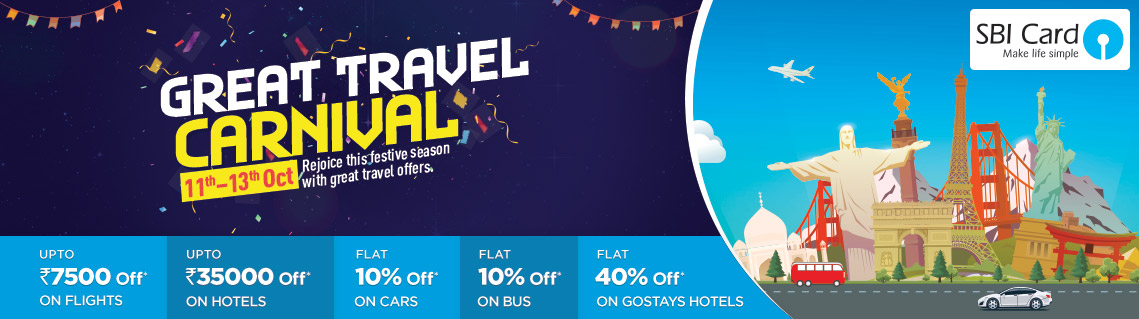 GREAT TRAVEL
CARNIVAL
11th–13th Oct
Rejoice this festive season
with great travel offers.
SBI Card
Make life simple
UPTO
₹7500 Off*
ON FLIGHTS
UPTO
₹35000 Off*
ON HOTELS
FLAT
10% Off*
ON CARS
FLAT
10% Off*
ON BUS
FLAT
40% Off*
ON GOSTAYS HOTELS